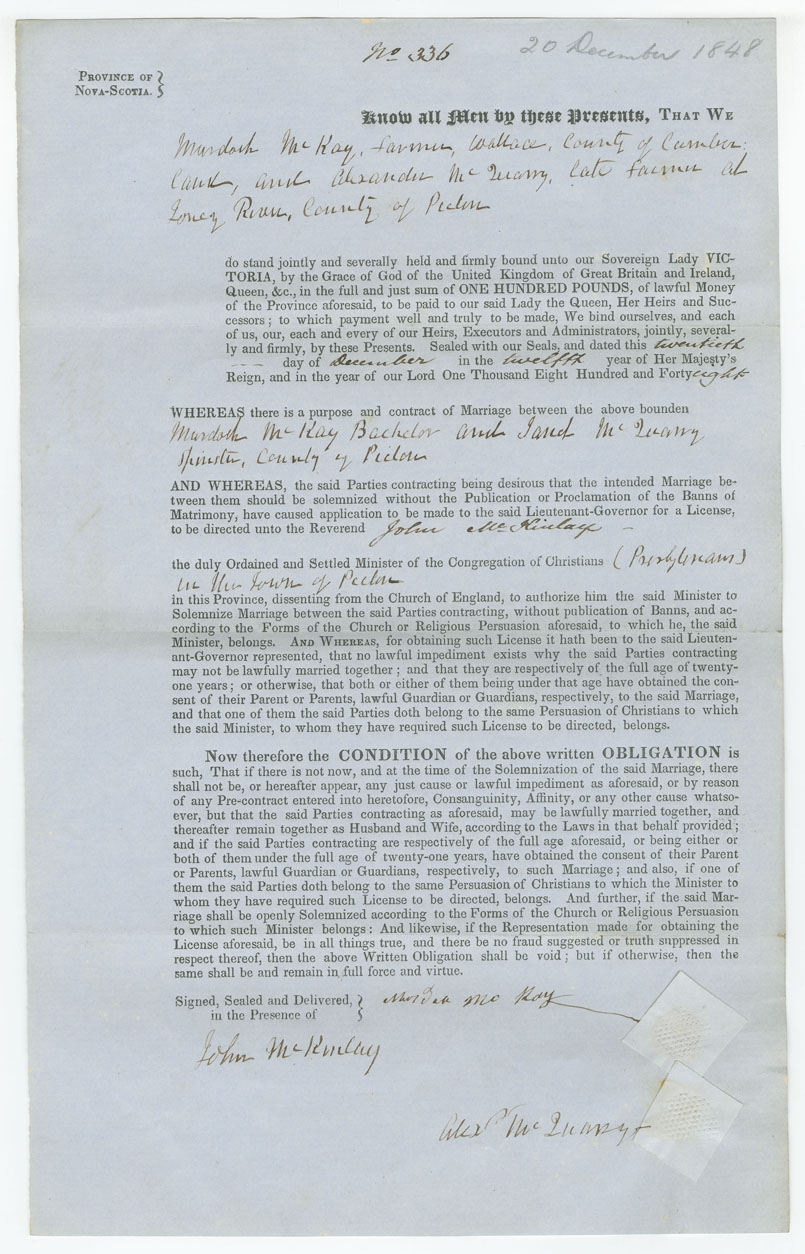 No 336
20 December 1848
PROVINCE OF
NOVA-SCOTIA.
Know all Men by these Presents, THAT WE
Murdoch McKay, Farmer, Wallace, County of Cumber-
land, and Alexander McQuarry, late Farmer at
Toney River, County of Pictou
do stand jointly and severally held and firmly bound unto our Sovereign Lady VIC-
TORIA, by the Grace of God of the United Kingdom of Great Britain and Ireland,
Queen, &c., in the full and just sum of ONE HUNDRED POUNDS, of lawful Money
of the Province aforesaid, to be paid to our said Lady the Queen, Her Heirs and Suc-
cessors; to which payment well and truly to be made, We bind ourselves, and each
of us, our, each and every of our Heirs, Executors and Administrators, jointly, several-
ly and firmly, by these Presents. Sealed with our Seals, and dated this twentieth
day of December in the twelfth year of Her Majesty's
Reign, and in the year of our Lord One Thousand Eight Hundred and Forty eight
WHEREAS there is a purpose and contract of Marriage between the above bounden
Murdoch McKay Bachelor and McQuarry
Spinster, County of Pictou
AND WHEREAS, the said Parties contracting being desirous that the intended Marriage be-
tween them should be solemnized without the Publication or Proclamation of the Banns of
Matrimony, have caused application to be made to the said Lieutenant-Governor for a License,
to be directed unto the Reverend John McKinlay
the duly Ordained and Settled Minister of the Congregation of Christians (Presbyterians)
in the Town of Pictou
in this Province, dissenting from the Church of England, to authorize him the said Minister to
Solemnize Marriage between the said Parties contracting, without publication of Banns, and ac-
cording to the Forms of the Church or Religious Persuasion aforesaid, to which he, the said
Minister, belongs. AND WHEREAS, for obtaining such License it hath been to the said Lieuten-
ant-Governor represented, that no lawful impediment exists why the said Parties contracting
may not be lawfully married together; and that they are respectively of the full age of twenty-
one years; or otherwise, that both or either of them being under that age have obtained the con-
sent of their Parent or Parents, lawful Guardian or Guardians, respectively, to the said Marriage,
and that one of them the said Parties doth belong to the same Persuasion of Christians to which
the said Minister, to whom they have required such License to be directed, belongs.
Now therefore the CONDITION of the above written OBLIGATION is
such, That if there is not now, and at the time of the Solemnization of the said Marriage, there
shall not be, or hereafter appear, any just cause or lawful impediment as aforesaid, or by reason
of any Pre-contract entered into heretofore, Consanguinity, Affinity, or any other cause whatso-
ever, but that the said Parties contracting as aforesaid, may be lawfully married together, and
thereafter remain together as Husband and Wife, according to the Laws in that behalf provided;
and if the said Parties contracting are respectively of the full age aforesaid, or being either or
both of them under the full age of twenty-one years, have obtained the consent of their Parent
or Parents, lawful Guardian or Guardians, respectively, to such Marriage; and also, if one of
them the said Parties doth belong to the same Persuasion of Christians to which the Minister to
whom they have required such License to be directed, belongs. And further, if the said Mar-
riage shall be openly Solemnized according to the Forms of the Church or Religious Persuasion
to which such Minister belongs: And likewise, if the Representation made for obtaining the
License aforesaid, be in all things true, and there be no fraud suggested or truth suppressed in
respect thereof, then the above Written Obligation shall be void; but if otherwise, then the
same shall be and remain in full force and virtue.
Signed, Sealed and Delivered,
in the Presence of
McKay
John McKinlay
Alexr McQuarry